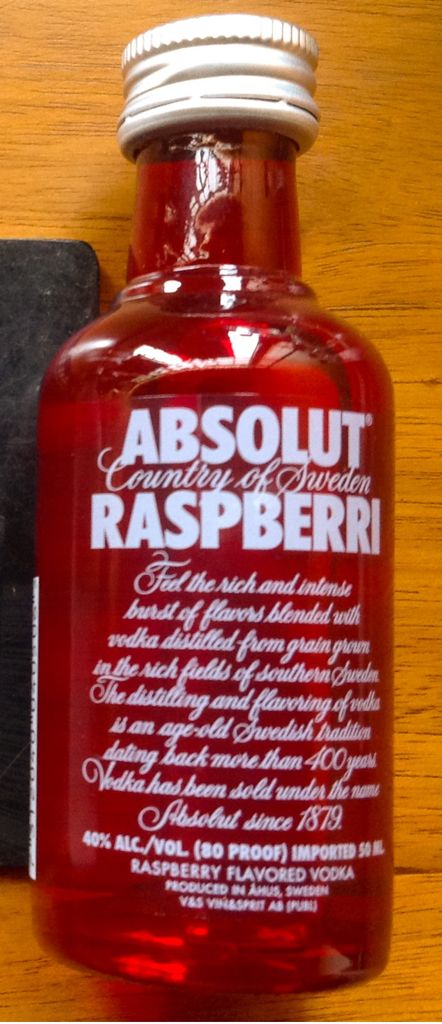 ABSOLUT®
Country of Sweden
RASPBERRI
Feel the rich and intense
burst of flavors blended with
vodka distilled from grain grown
in the rich fields of southern Sweden.
The distilling and flavoring of vodka
is an age-old Swedish tradition
dating back more than 400 years.
Vodka has been sold under the name
Absolut since 1879.
40% ALC./VOL. (80 PROOF) IMPORTED 50 ML.
RASPBERRY FLAVORED VODKA
PRODUCED IN ÅHUS, SWEDEN
V&S VIN&SPRIT AB (PUBL)